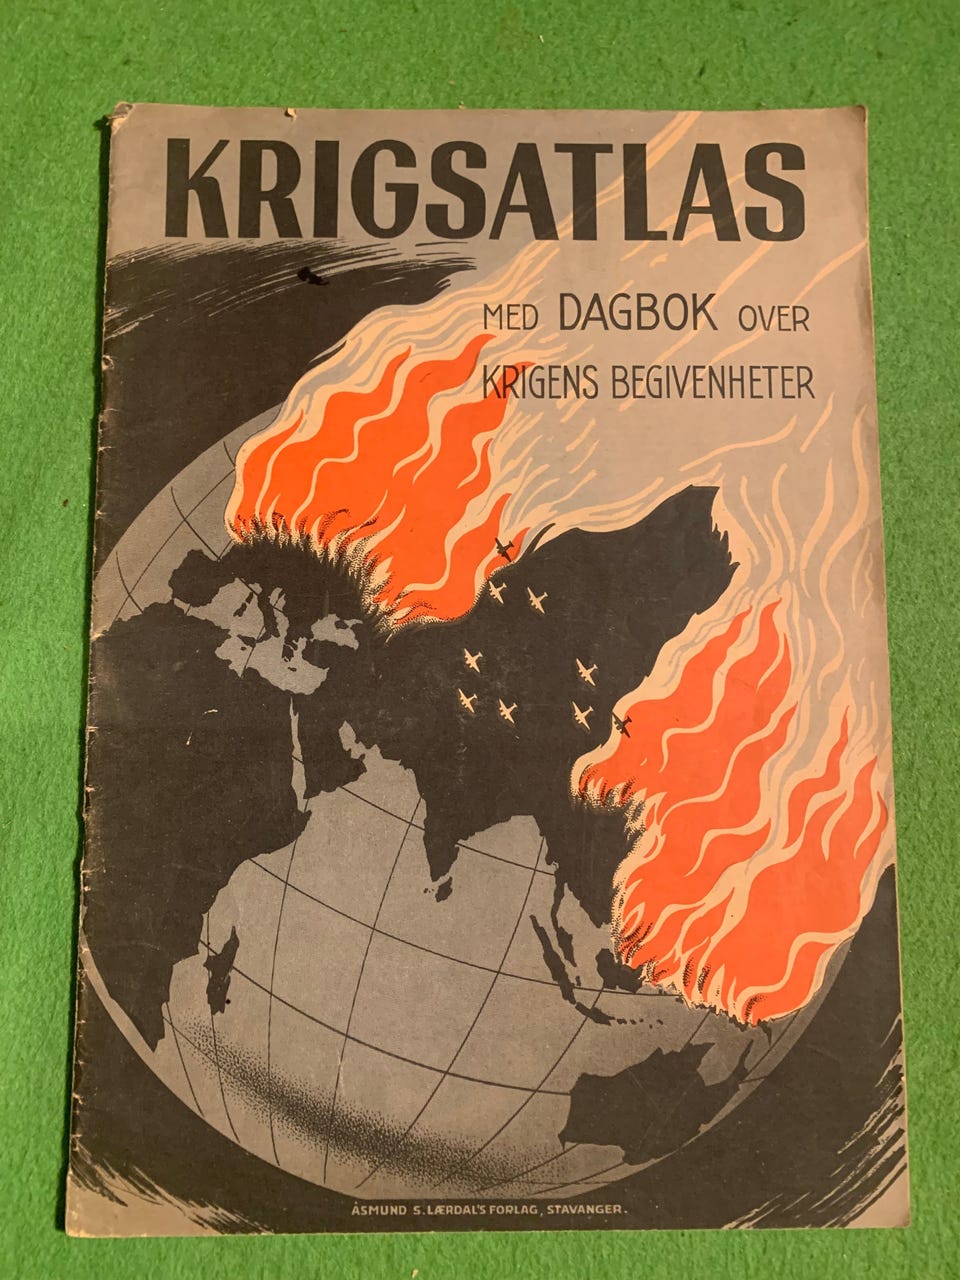 KRIGSATLAS
MED DAGBOK OVER
KRIGENS BEGIVENHETER
ÅSMUND S. LÆRDAL'S FORLAG, STAVANGER.